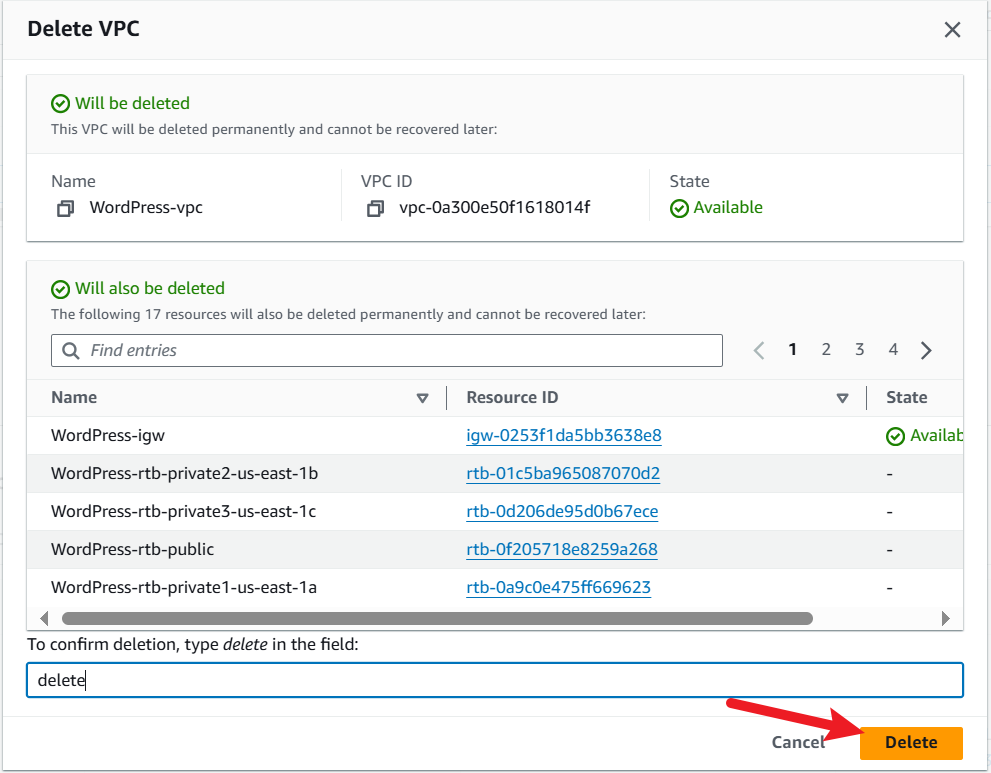 Delete VPC
Will be deleted
This VPC will be deleted permanently and cannot be recovered later:
Name VPC ID State
WordPress-vpc vpc-0a300e50f1618014f Available
Will also be deleted
The following 17 resources will also be deleted permanently and cannot be recovered later:
Find entries 1 2 3 4
Name Resource ID State
WordPress-igw igw-0253f1da5bb3638e8 Availab
WordPress-rtb-private2-us-east-1b rtb-01c5ba965087070d2 -
WordPress-rtb-private3-us-east-1c rtb-0d206de95d0b67ece -
WordPress-rtb-public rtb-0f205718e8259a268 -
WordPress-rtb-private1-us-east-1a rtb-0a9c0e475ff669623 -
To confirm deletion, type delete in the field:
delete
Cancel Delete